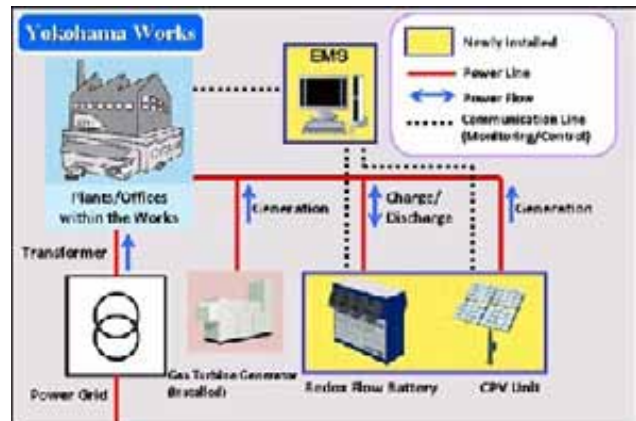 Yokohama Works
EMS
Newly Installed
Power Line
Power Flow
Communication Line
(Monitoring/Control)
Plants/Offices
within the Works
Generation
Charge/
Discharge
Generation
Transformer
Gas Turbine Generator
(Installed)
Redox Flow Battery
CPV Unit
Power Grid